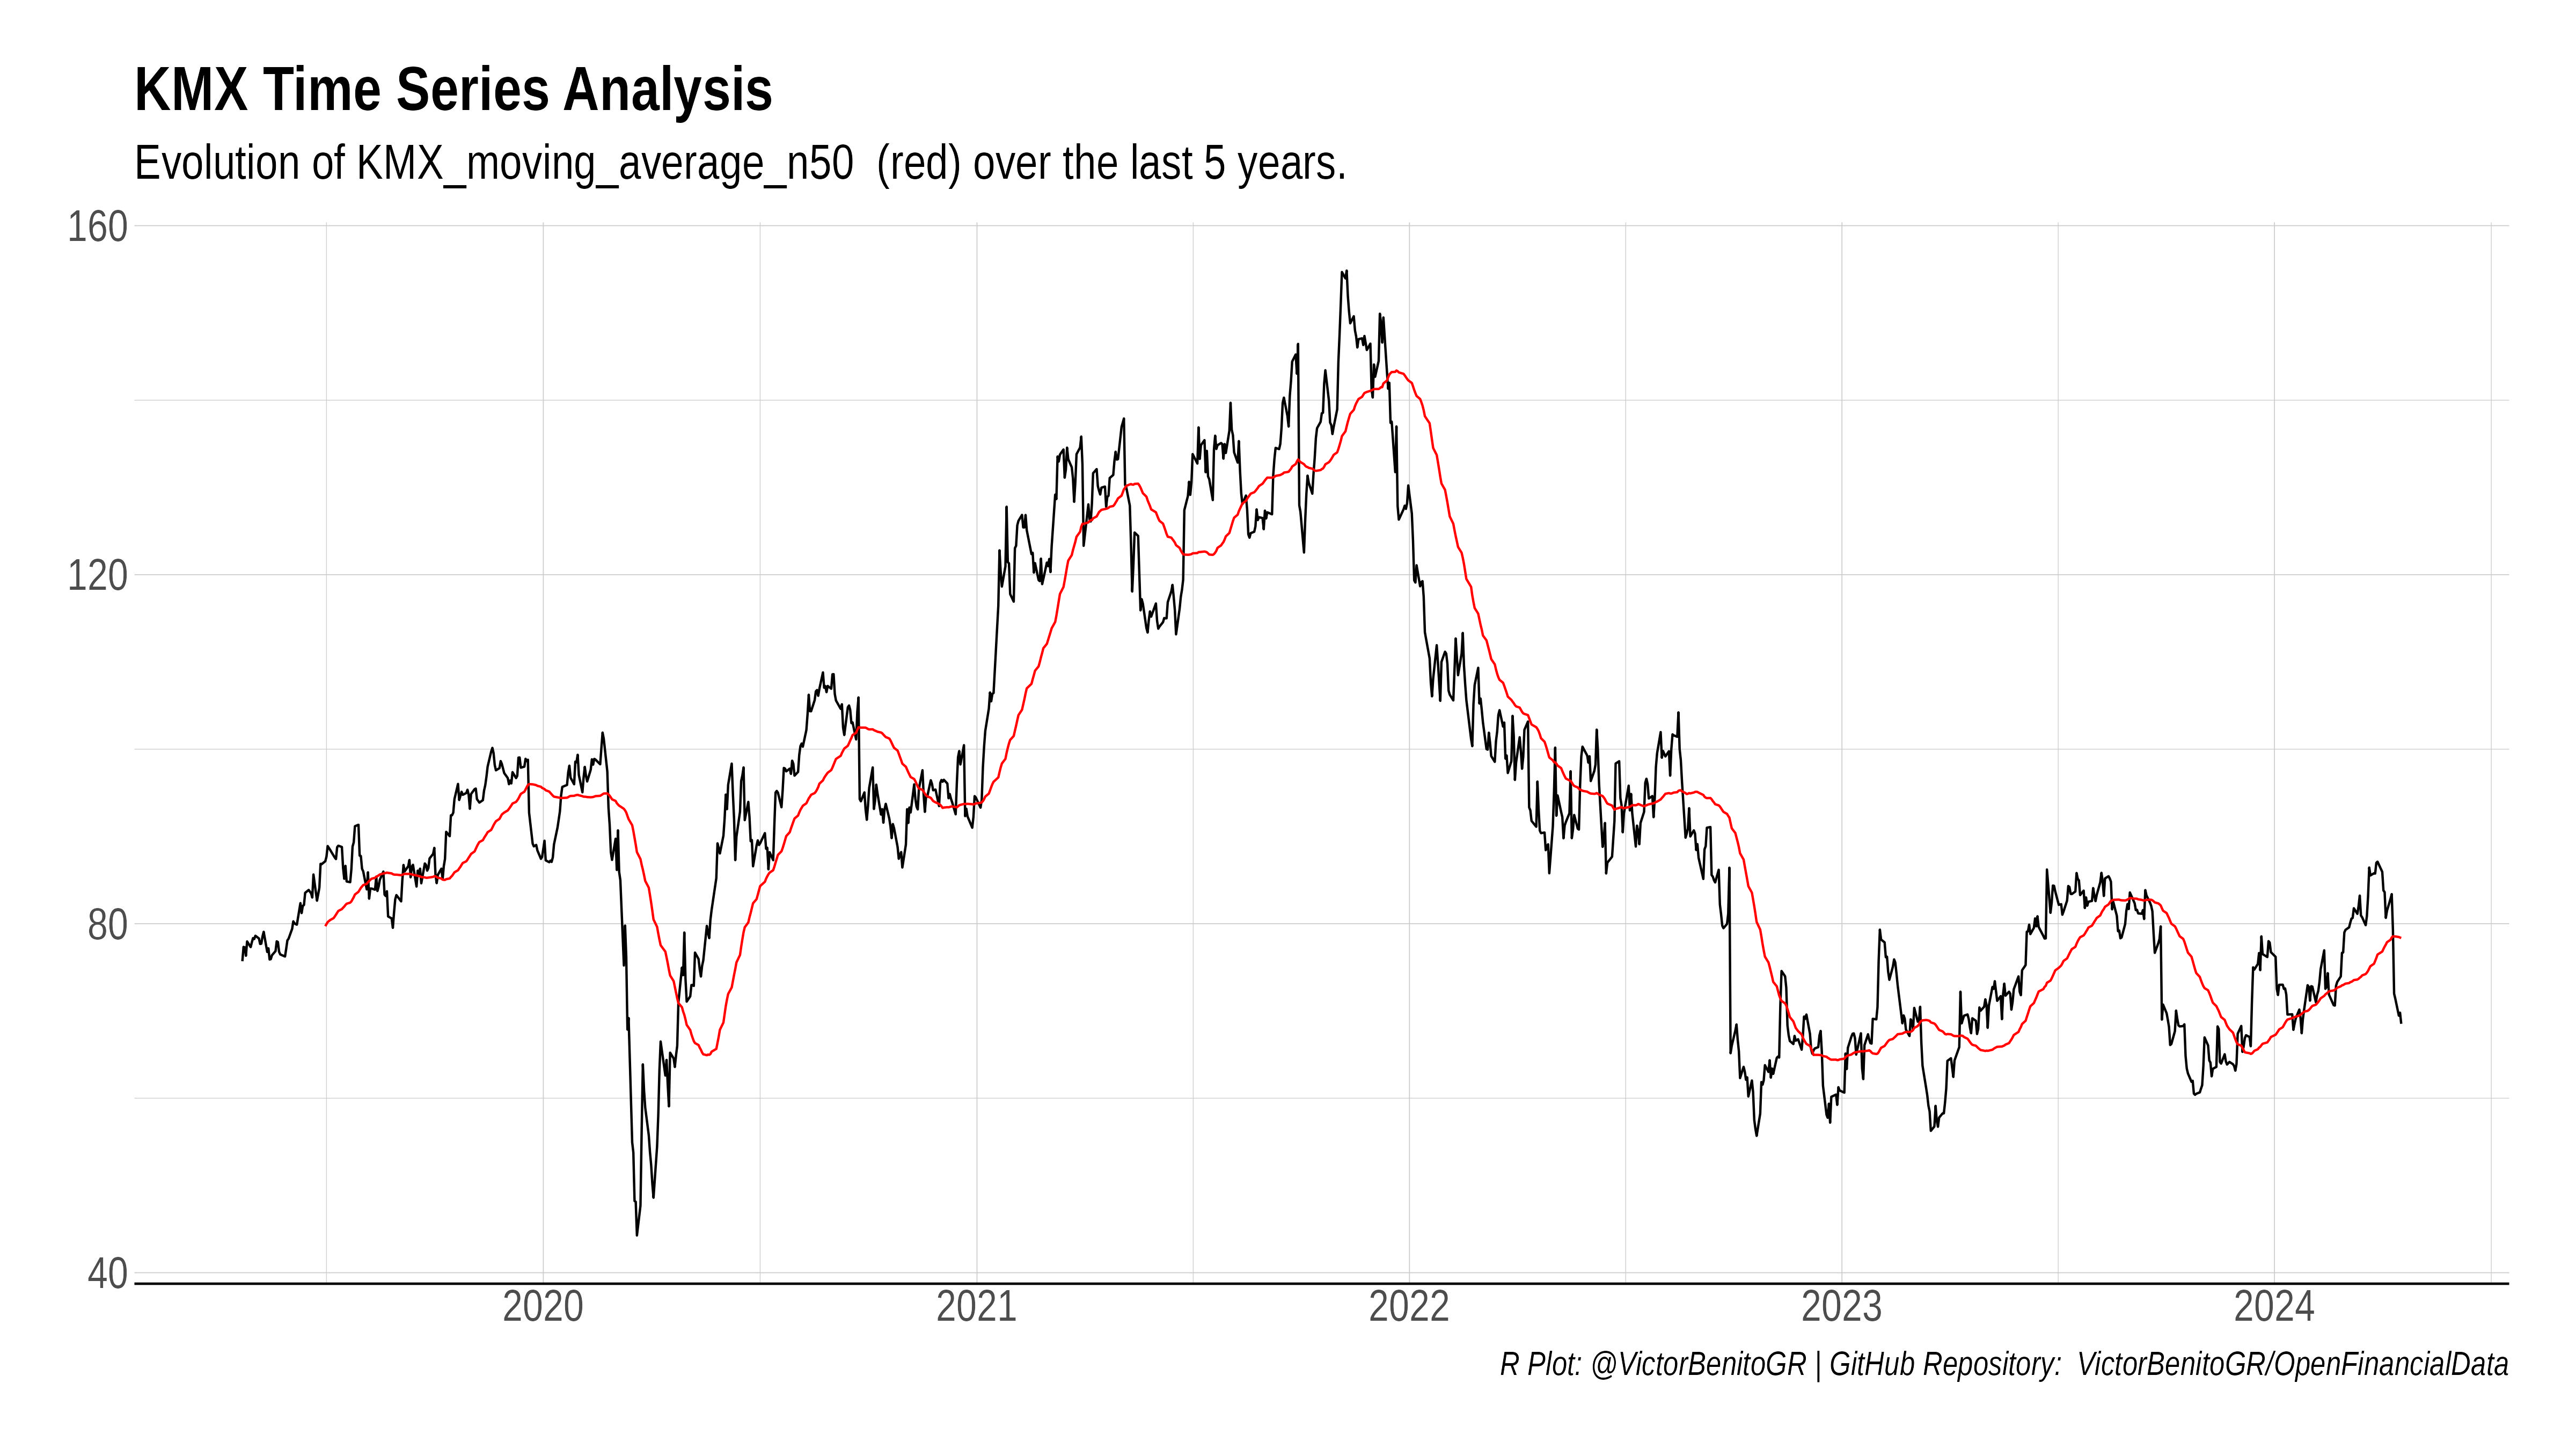 KMX Time Series Analysis
Evolution of KMX_moving_average_n50  (red) over the last 5 years.
160
120
80
40
2020 2021 2022 2023 2024
R Plot: @VictorBenitoGR | GitHub Repository:  VictorBenitoGR/OpenFinancialData